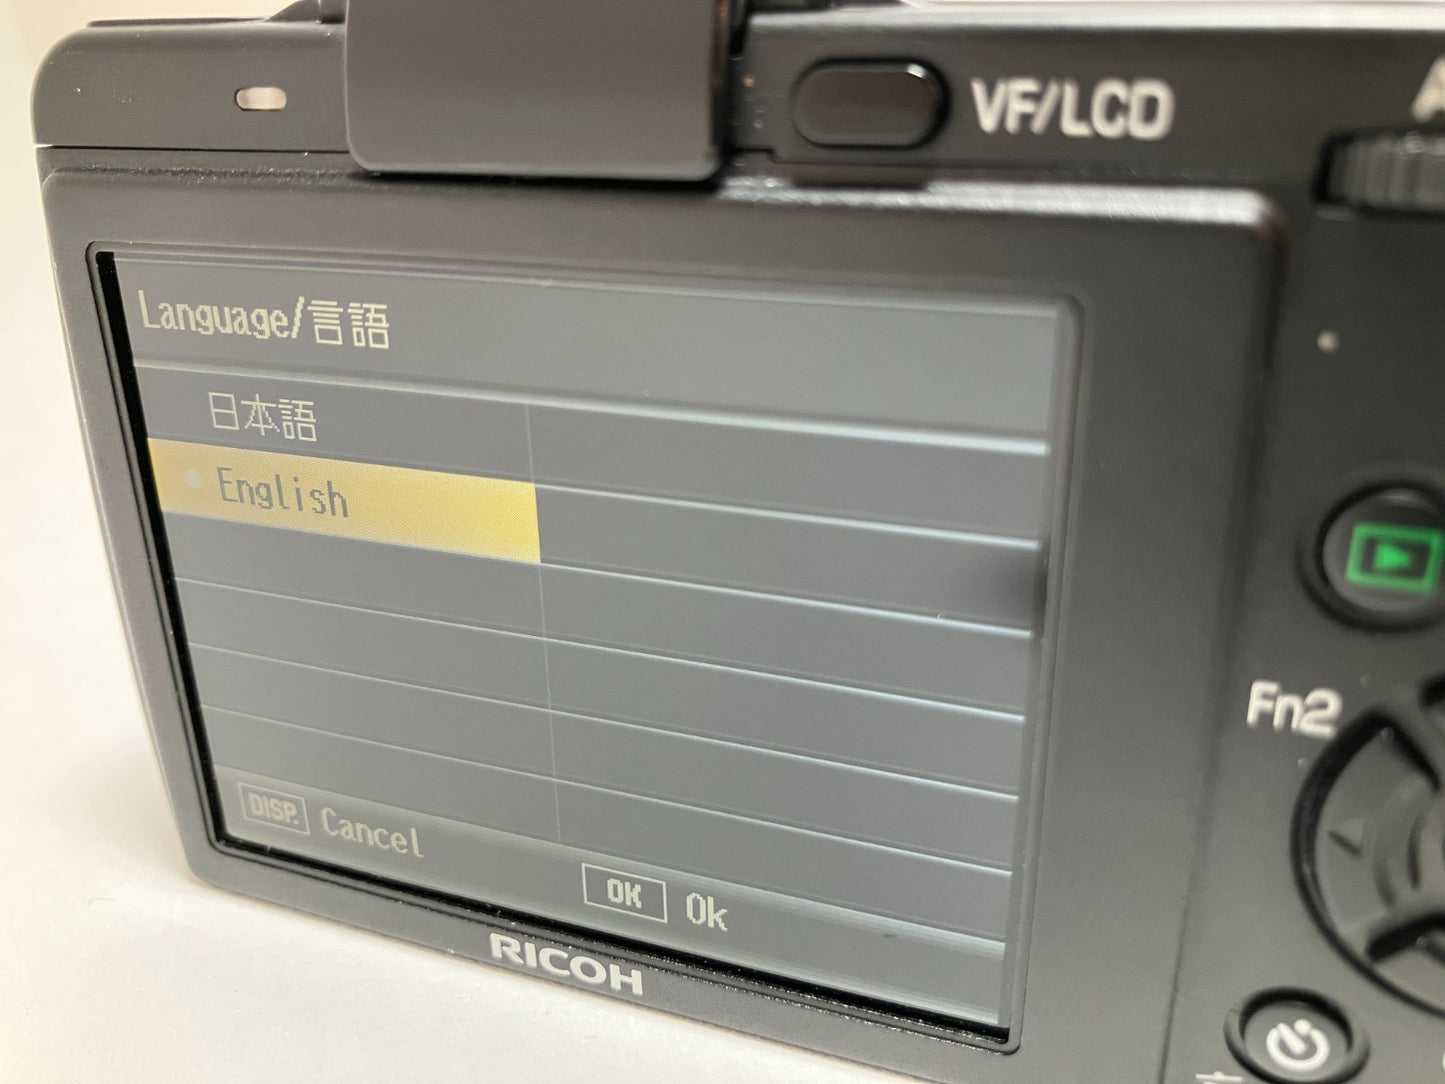 VF/LCD
Language/言語
日本語
English
Fn2
DISP. Cancel
OK Ok
RICOH